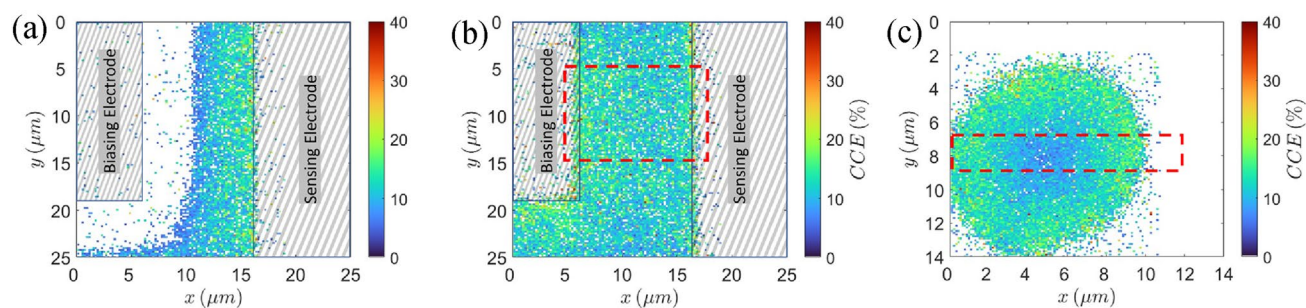 (a)
0
5
10
15
20
25
y (μm)
Biasing Electrode
Sensing Electrode
0 5 10 15 20 25
x (μm)
40
30
20
10
0
CCE (%)
(b)
0
5
10
15
20
25
y (μm)
Biasing Electrode
Sensing Electrode
0 5 10 15 20 25
x (μm)
40
30
20
10
0
CCE (%)
(c)
0
2
4
6
8
10
12
14
y (μm)
0 2 4 6 8 10 12 14
x (μm)
40
30
20
10
0
CCE (%)